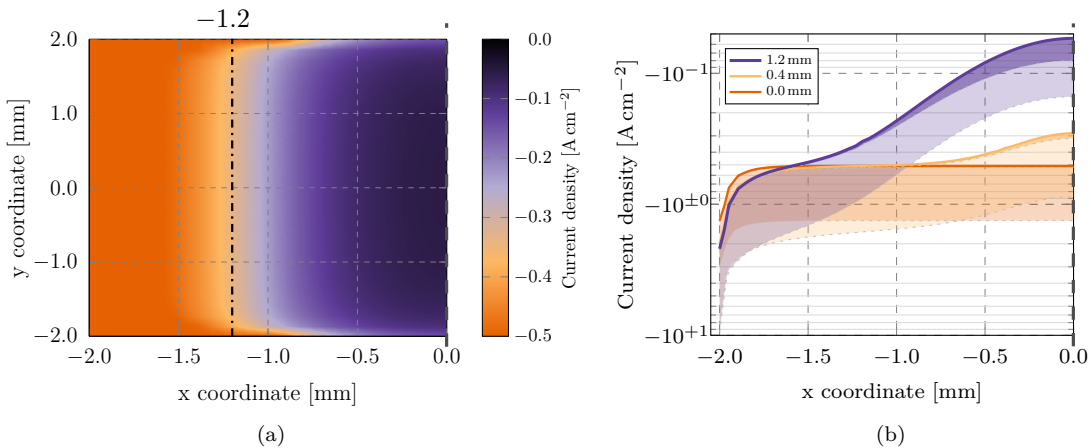 −1.2
2.0
1.0
0.0
−1.0
−2.0
y coordinate [mm]
−2.0 −1.5 −1.0 −0.5 0.0
x coordinate [mm]
0.0
−0.1
−0.2
−0.3
−0.4
−0.5
Current density [A cm⁻²]
(a)
1.2 mm
0.4 mm
0.0 mm
−10⁻¹
−10⁺⁰
−10⁺¹
Current density [A cm⁻²]
−2.0 −1.5 −1.0 −0.5 0.0
x coordinate [mm]
(b)